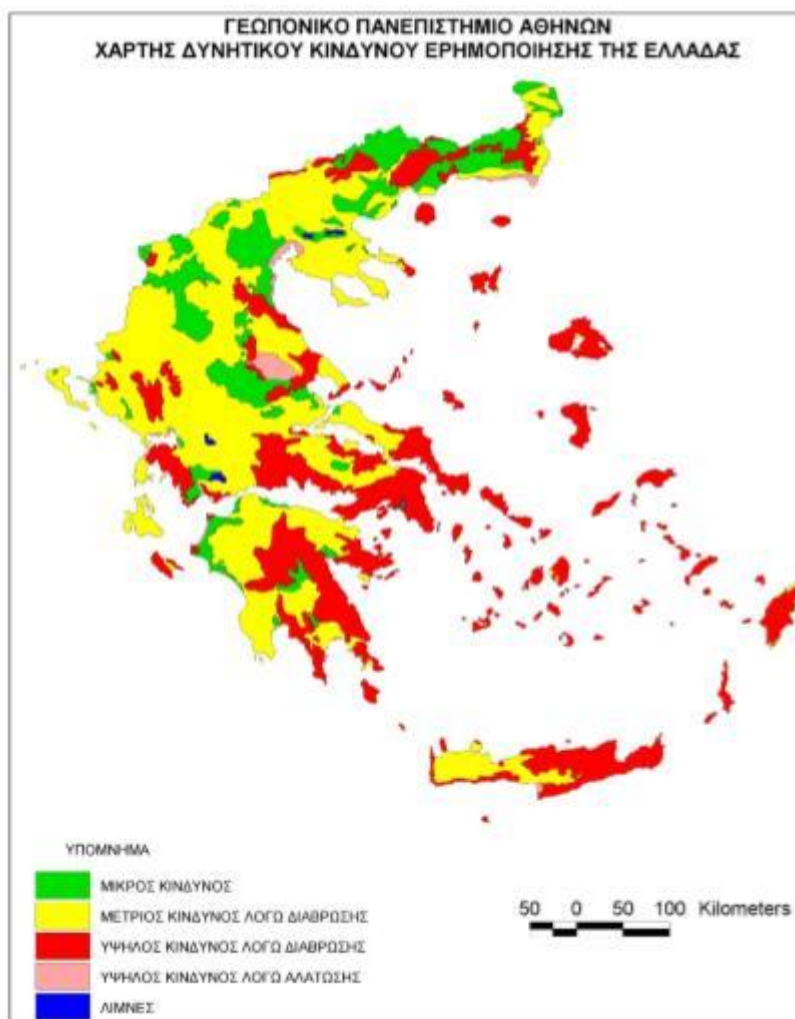 ΓΕΩΠΟΝΙΚΟ ΠΑΝΕΠΙΣΤΗΜΙΟ ΑΘΗΝΩΝ
ΧΑΡΤΗΣ ΔΥΝΗΤΙΚΟΥ ΚΙΝΔΥΝΟΥ ΕΡΗΜΟΠΟΙΗΣΗΣ ΤΗΣ ΕΛΛΑΔΑΣ
ΥΠΟΜΝΗΜΑ
ΜΙΚΡΟΣ ΚΙΝΔΥΝΟΣ
ΜΕΤΡΙΟΣ ΚΙΝΔΥΝΟΣ ΛΟΓΩ ΔΙΑΒΡΩΣΗΣ
ΥΨΗΛΟΣ ΚΙΝΔΥΝΟΣ ΛΟΓΩ ΔΙΑΒΡΩΣΗΣ
ΥΨΗΛΟΣ ΚΙΝΔΥΝΟΣ ΛΟΓΩ ΑΛΑΤΩΣΗΣ
ΛΙΜΝΕΣ
50 0 50 100 Kilometers